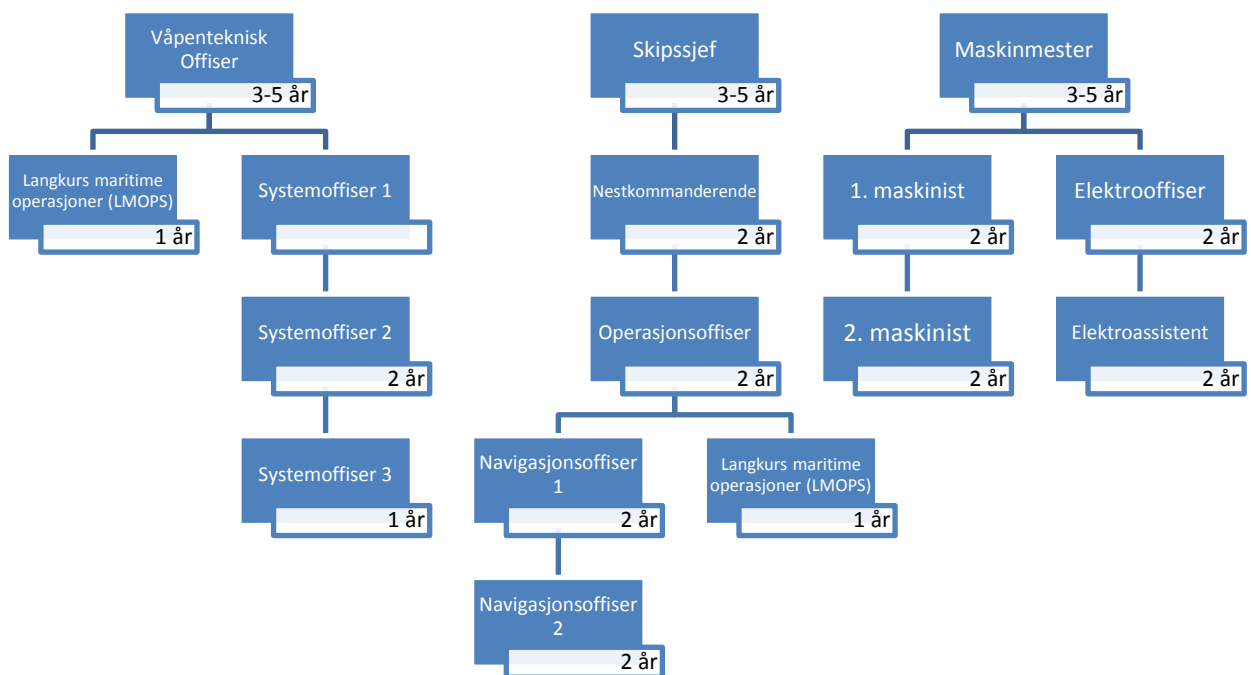 Våpenteknisk
Offiser
3-5 år
Skipssjef
3-5 år
Maskinmester
3-5 år
Langkurs maritime
operasjoner (LMOPS)
1 år
Systemoffiser 1
Nestkommanderende
2 år
1. maskinist
2 år
Elektrooffiser
2 år
Systemoffiser 2
2 år
Operasjonsoffiser
2 år
2. maskinist
2 år
Elektroassistent
2 år
Systemoffiser 3
1 år
Navigasjonsoffiser
1
2 år
Langkurs maritime
operasjoner (LMOPS)
1 år
Navigasjonsoffiser
2
2 år